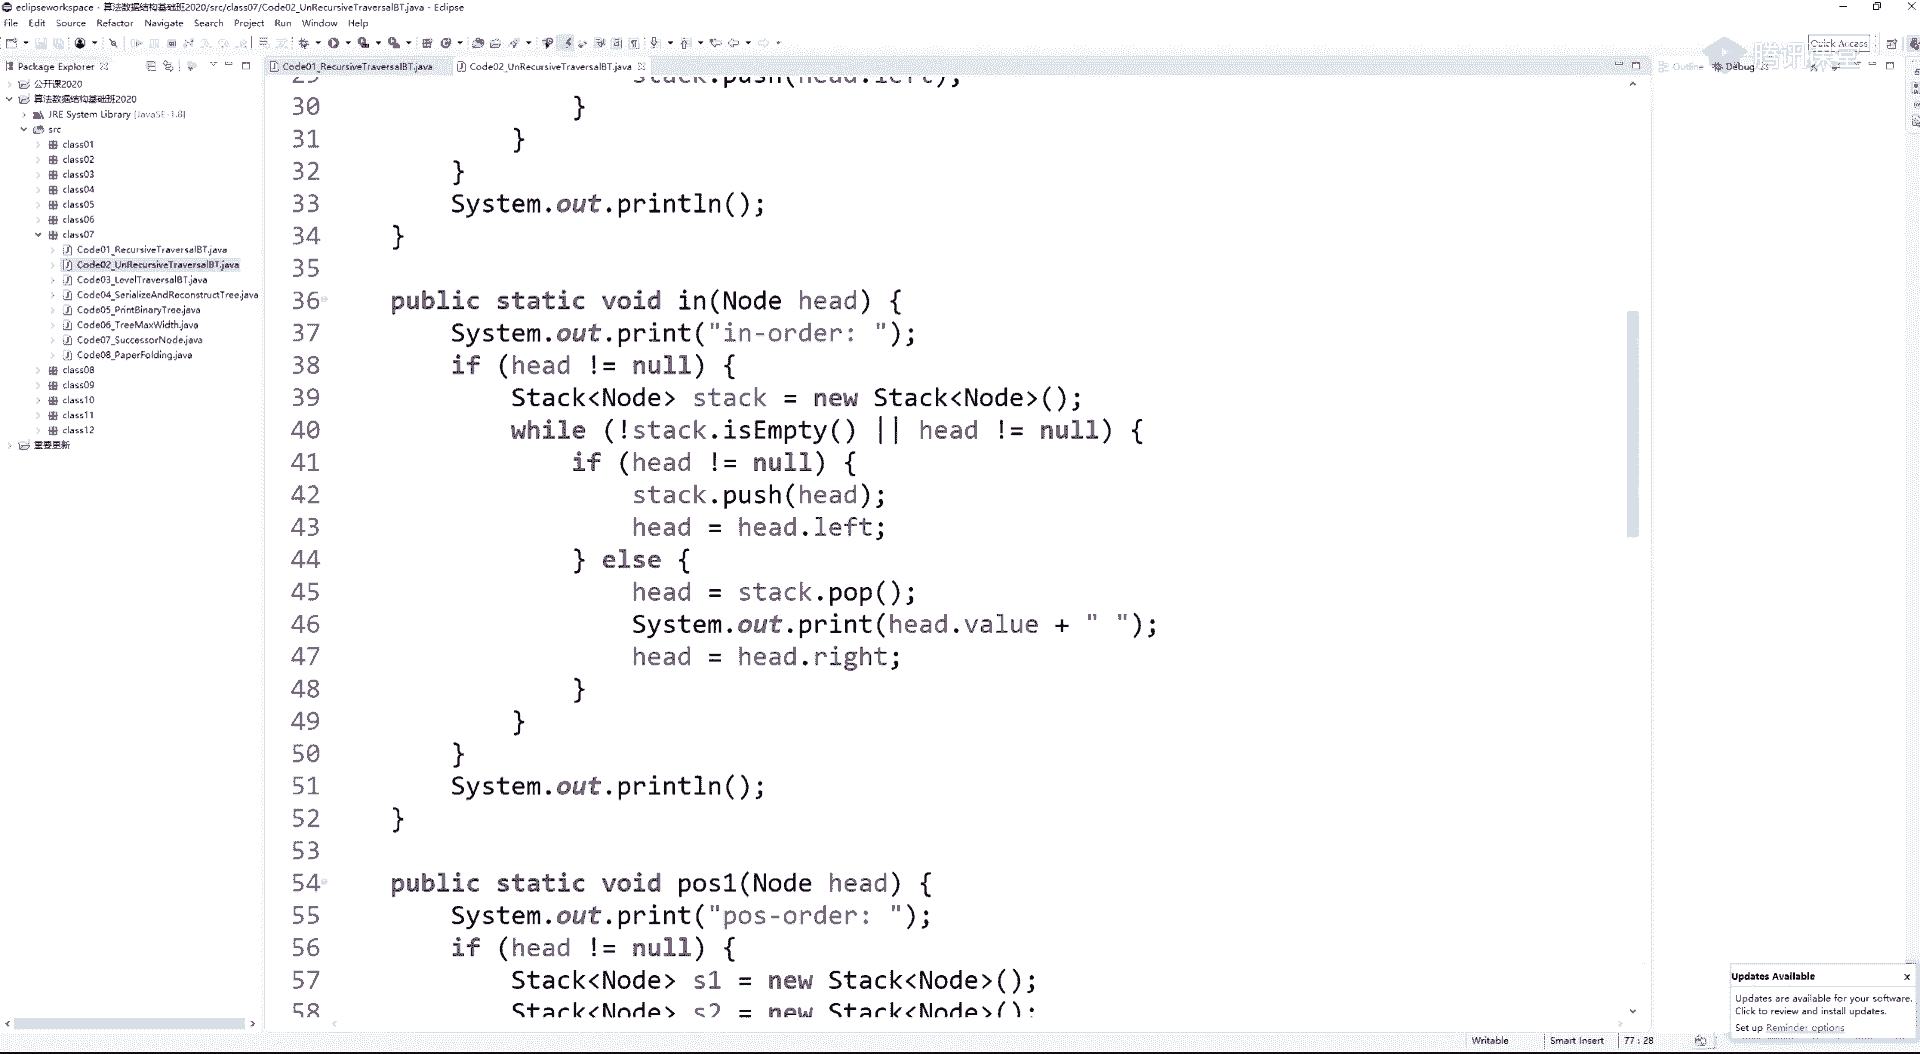 eclipseworkspace - 算法数据结构基础班2020/src/class07/Code02_UnRecursiveTraversalBT.java - Eclipse
File Edit Source Refactor Navigate Search Project Run Window Help
Quick Access
腾讯课堂
Package Explorer
Code01_RecursiveTraversalBT.java
Code02_UnRecursiveTraversalBT.java
Outline
Debug
公开课2020
算法数据结构基础班2020
JRE System Library [JavaSE-1.8]
src
class01
class02
class03
class04
class05
class06
class07
Code01_RecursiveTraversalBT.java
Code02_UnRecursiveTraversalBT.java
Code03_LevelTraversalBT.java
Code04_SerializeAndReconstructTree.java
Code05_PrintBinaryTree.java
Code06_TreeMaxWidth.java
Code07_SuccessorNode.java
Code08_PaperFolding.java
class08
class09
class10
class11
class12
重要更新
29 stack.push(head.left);
30 }
31 }
32 }
33 System.out.println();
34 }
35
36 public static void in(Node head) {
37 System.out.print("in-order: ");
38 if (head != null) {
39 Stack<Node> stack = new Stack<Node>();
40 while (!stack.isEmpty() || head != null) {
41 if (head != null) {
42 stack.push(head);
43 head = head.left;
44 } else {
45 head = stack.pop();
46 System.out.print(head.value + " ");
47 head = head.right;
48 }
49 }
50 }
51 System.out.println();
52 }
53
54 public static void pos1(Node head) {
55 System.out.print("pos-order: ");
56 if (head != null) {
57 Stack<Node> s1 = new Stack<Node>();
58 Stack<Node> s2 = new Stack<Node>();
Updates Available
Updates are available for your software.
Click to review and install updates.
Set up Reminder options
Writable
Smart Insert
77 : 28